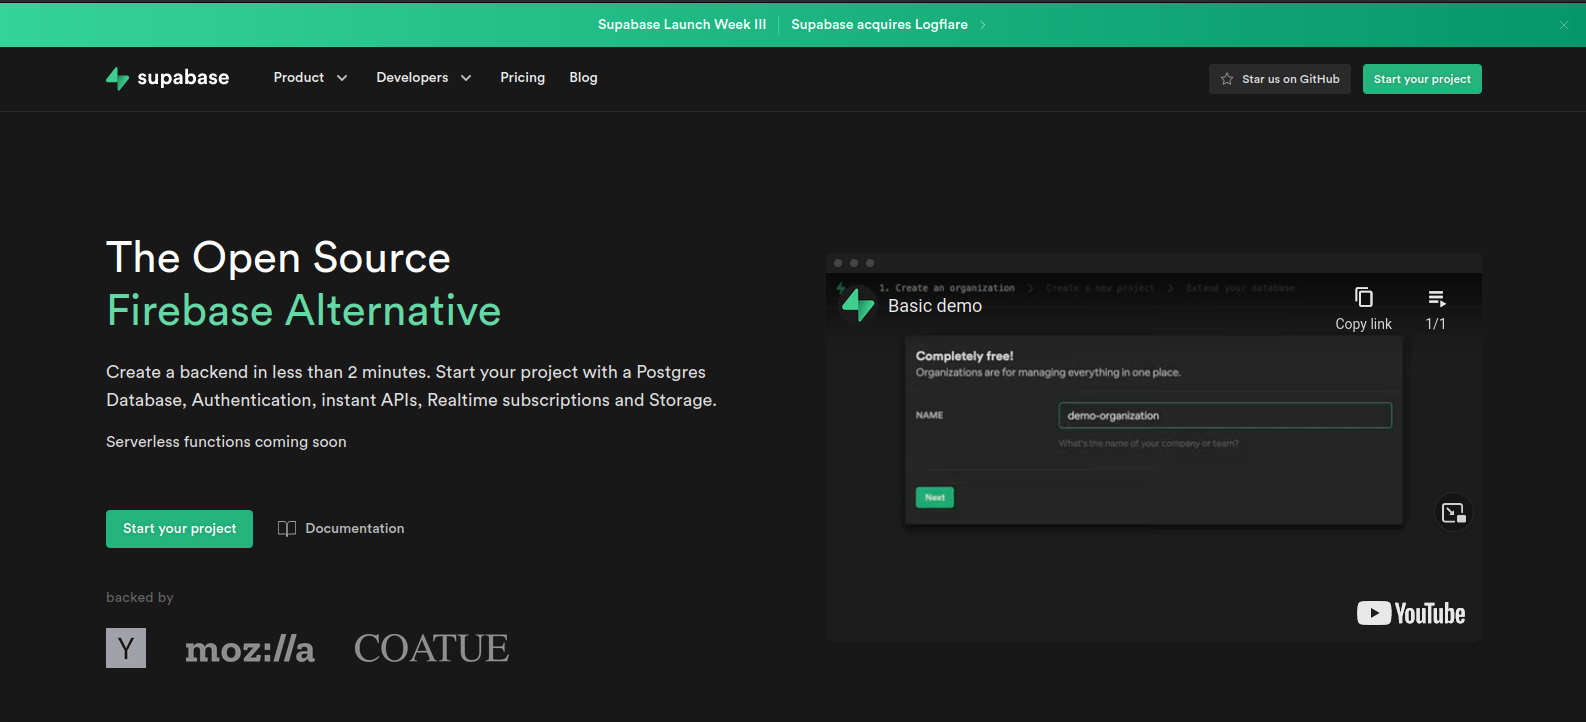 Supabase Launch Week III Supabase acquires Logflare
supabase Product Developers Pricing Blog Star us on GitHub Start your project
The Open Source
Firebase Alternative
Create a backend in less than 2 minutes. Start your project with a Postgres
Database, Authentication, instant APIs, Realtime subscriptions and Storage.
Serverless functions coming soon
Start your project Documentation
backed by
Y moz://a COATUE
1. Create an organization Create a new project Extend your database
Basic demo
Copy link 1/1
Completely free!
Organizations are for managing everything in one place.
NAME demo-organization
What's the name of your company or team?
Next
YouTube